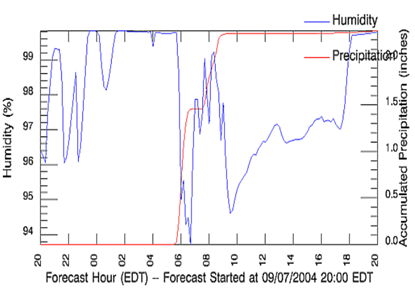 Humidity
Precipitation
99
98
97
96
95
94
Humidity (%)
2.0
1.5
1.0
0.5
0.0
Accumulated Precipitation (inches)
20 22 00 02 04 06 08 10 12 14 16 18 20
Forecast Hour (EDT) -- Forecast Started at 09/07/2004 20:00 EDT